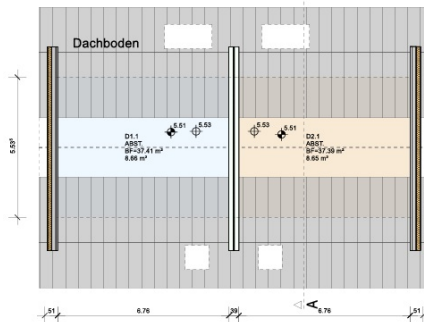 Dachboden
5.51 5.53
5.53 5.51
D1.1
ABST.
BF=37.41 m²
8.66 m²
D2.1
ABST.
BF=37.39 m²
8.65 m²
5.53⁵
A
.51 6.76 .39 6.76 .51